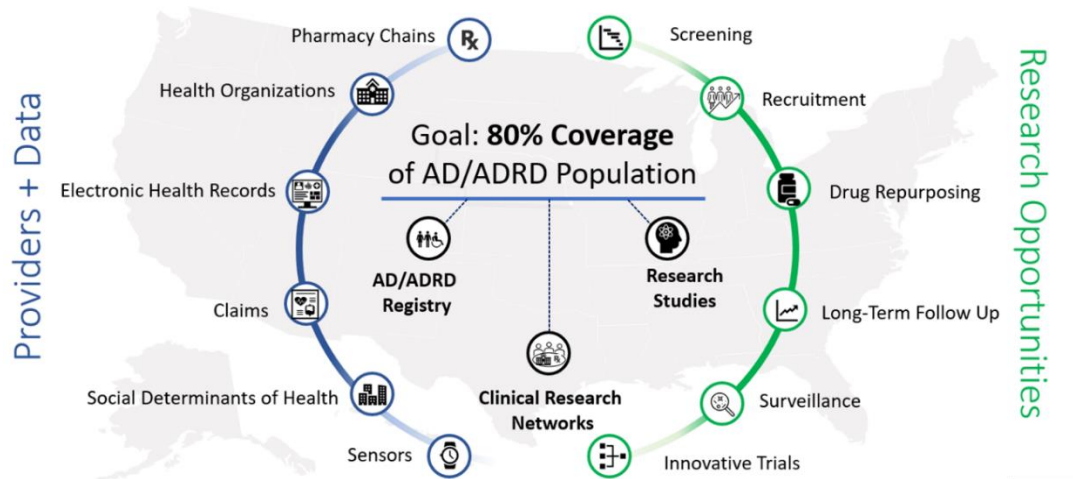 Providers + Data
Pharmacy Chains
Rx
Health Organizations
Electronic Health Records
Claims
Social Determinants of Health
Sensors
Goal: 80% Coverage
of AD/ADRD Population
AD/ADRD
Registry
Clinical Research
Networks
Research
Studies
Screening
Recruitment
Drug Repurposing
Long-Term Follow Up
Surveillance
Innovative Trials
Research Opportunities